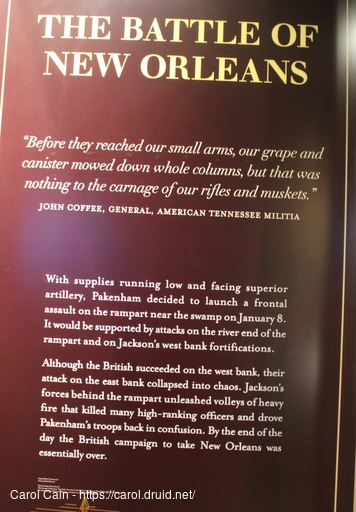 THE BATTLE OF
NEW ORLEANS
“Before they reached our small arms, our grape and
canister mowed down whole columns, but that was
nothing to the carnage of our rifles and muskets.”
JOHN COFFEE, GENERAL, AMERICAN TENNESSEE MILITIA
With supplies running low and facing superior
artillery, Pakenham decided to launch a frontal
assault on the rampart near the swamp on January 8.
It would be supported by attacks on the river end of the
rampart and on Jackson’s west bank fortifications.
Although the British succeeded on the west bank, their
attack on the east bank collapsed into chaos. Jackson’s
forces behind the rampart unleashed volleys of heavy
fire that killed many high-ranking officers and drove
Pakenham’s troops back in confusion. By the end of the
day the British campaign to take New Orleans was
essentially over.
Carol Cain - https://carol.druid.net/